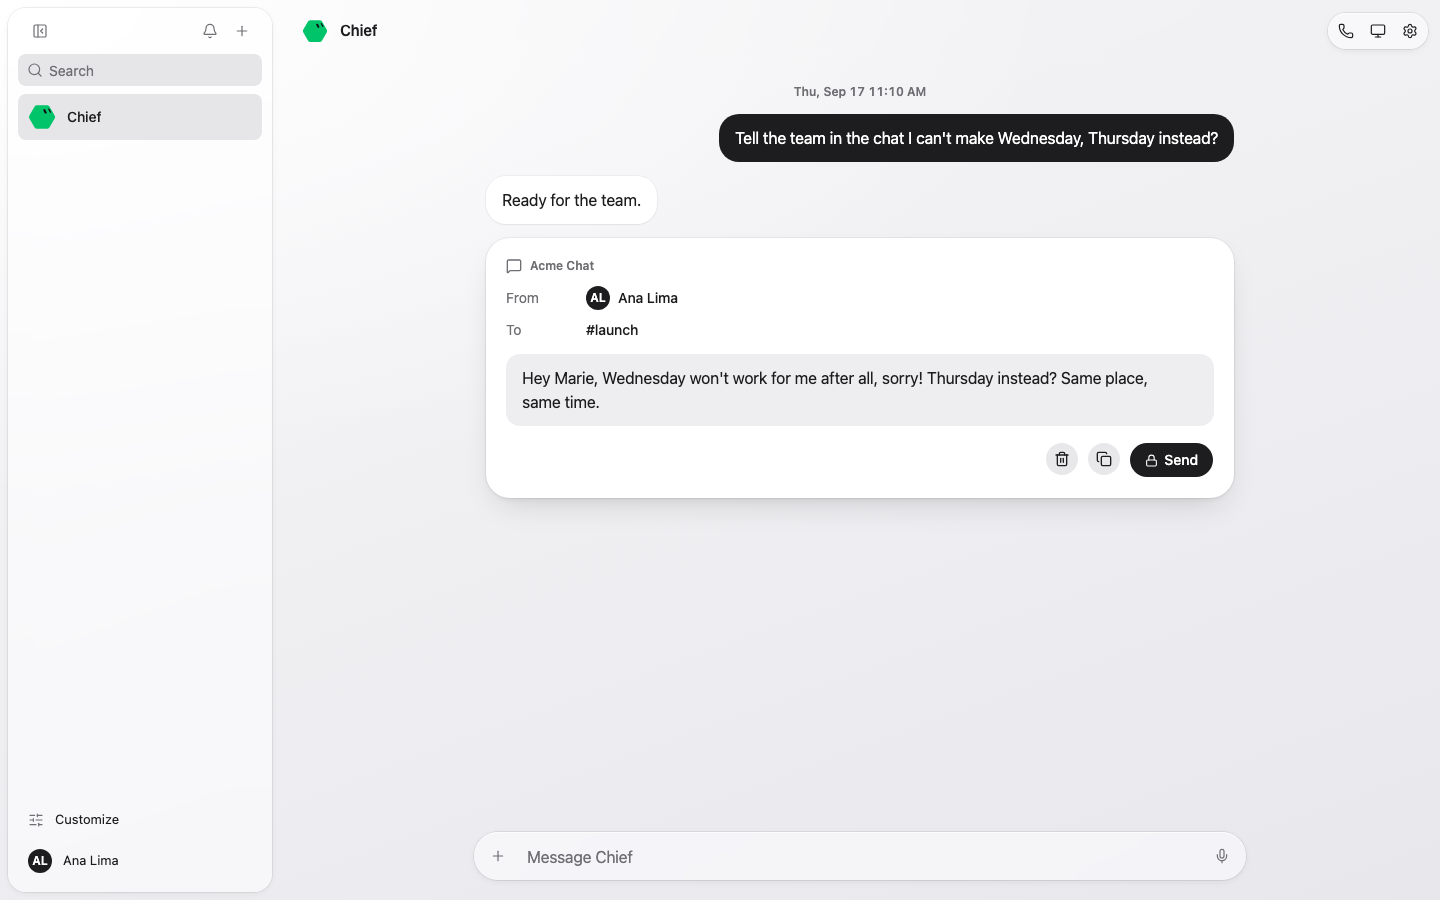 Search
Chief
Customize
AL Ana Lima
Chief
Thu, Sep 17 11:10 AM
Tell the team in the chat I can't make Wednesday, Thursday instead?
Ready for the team.
Acme Chat
From AL Ana Lima
To #launch
Hey Marie, Wednesday won't work for me after all, sorry! Thursday instead? Same place,
same time.
Send
Message Chief